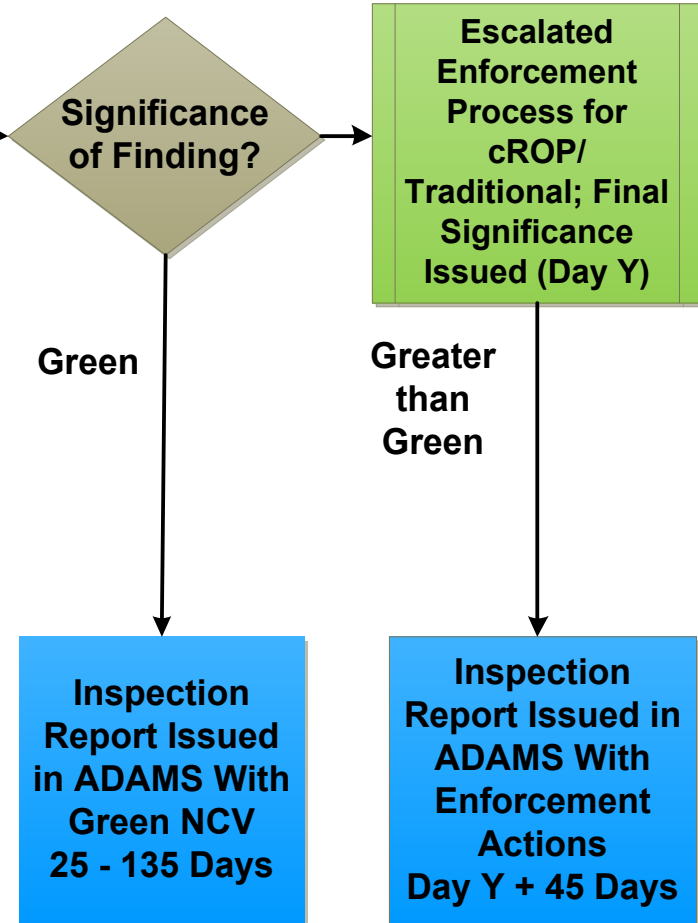 Significance
of Finding?
Escalated
Enforcement
Process for
cROP/
Traditional; Final
Significance
Issued (Day Y)
Green
Greater
than
Green
Inspection
Report Issued
in ADAMS With
Green NCV
25 - 135 Days
Inspection
Report Issued in
ADAMS With
Enforcement
Actions
Day Y + 45 Days